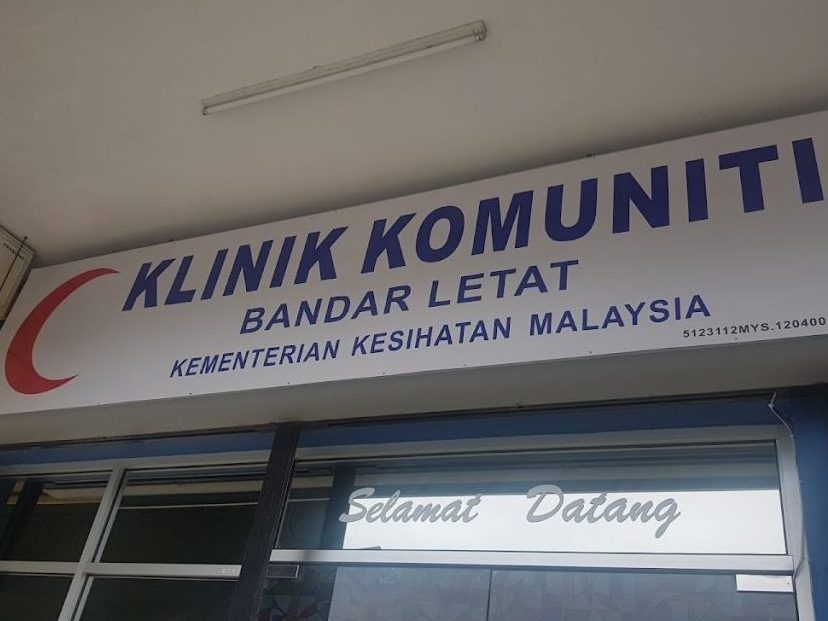 KLINIK KOMUNITI
BANDAR LETAT
KEMENTERIAN KESIHATAN MALAYSIA
5123112MYS.120400
Selamat Datang